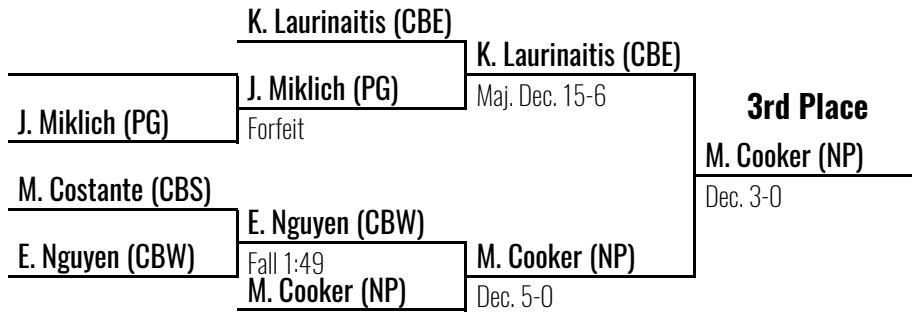 K. Laurinaitis (CBE)
K. Laurinaitis (CBE)
J. Miklich (PG)
Maj. Dec. 15-6
3rd Place
J. Miklich (PG)
Forfeit
M. Cooker (NP)
M. Costante (CBS)
Dec. 3-0
E. Nguyen (CBW)
E. Nguyen (CBW)
M. Cooker (NP)
Fall 1:49
M. Cooker (NP)
Dec. 5-0